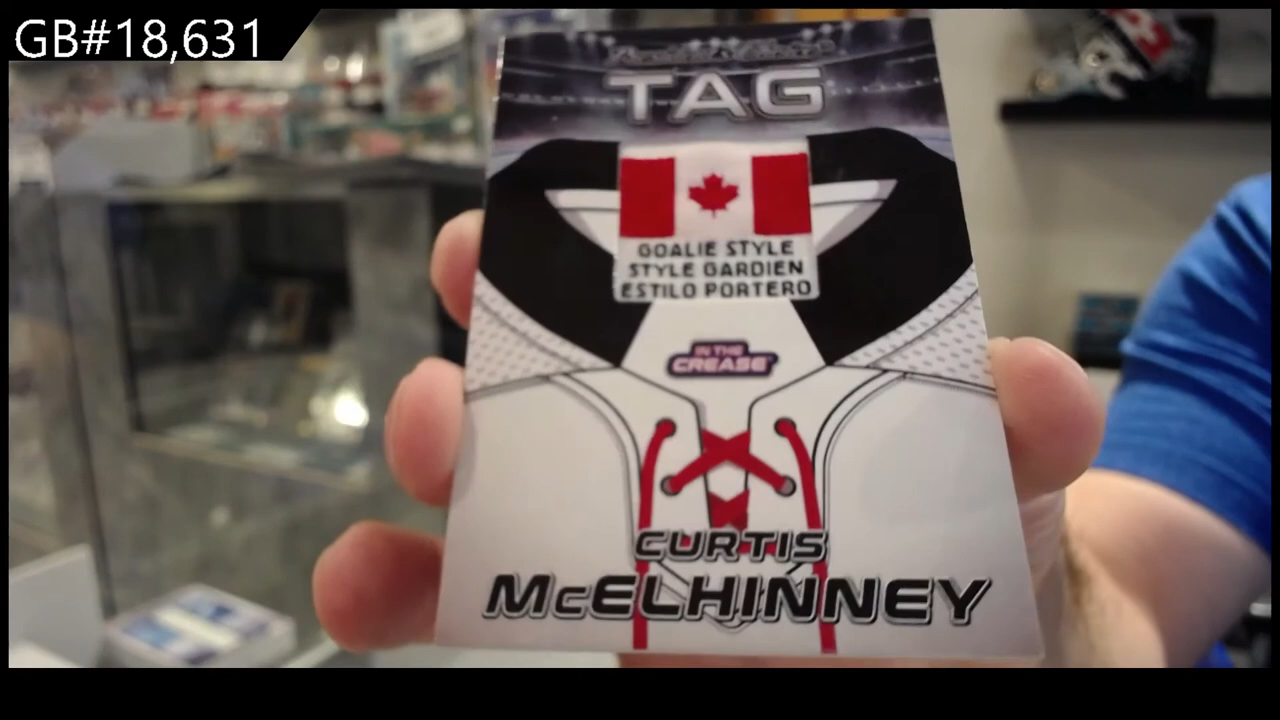 GB#18,631
TAG
GOALIE STYLE
STYLE GARDIEN
ESTILO PORTERO
IN THE
CREASE
CURTIS
McELHINNEY